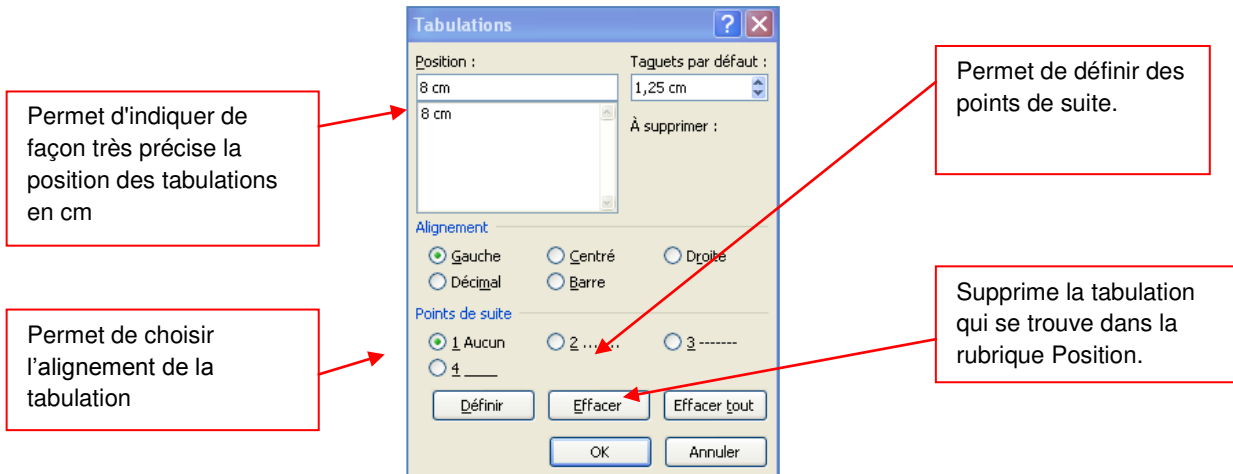 Tabulations
Position :
Taquets par défaut :
8 cm
1,25 cm
8 cm
À supprimer :
Alignement
Gauche
Centré
Droite
Décimal
Barre
Points de suite
1 Aucun
2 .......
3 -------
4 ____
Définir
Effacer
Effacer tout
OK
Annuler
Permet d'indiquer de
façon très précise la
position des tabulations
en cm
Permet de choisir
l’alignement de la
tabulation
Permet de définir des
points de suite.
Supprime la tabulation
qui se trouve dans la
rubrique Position.